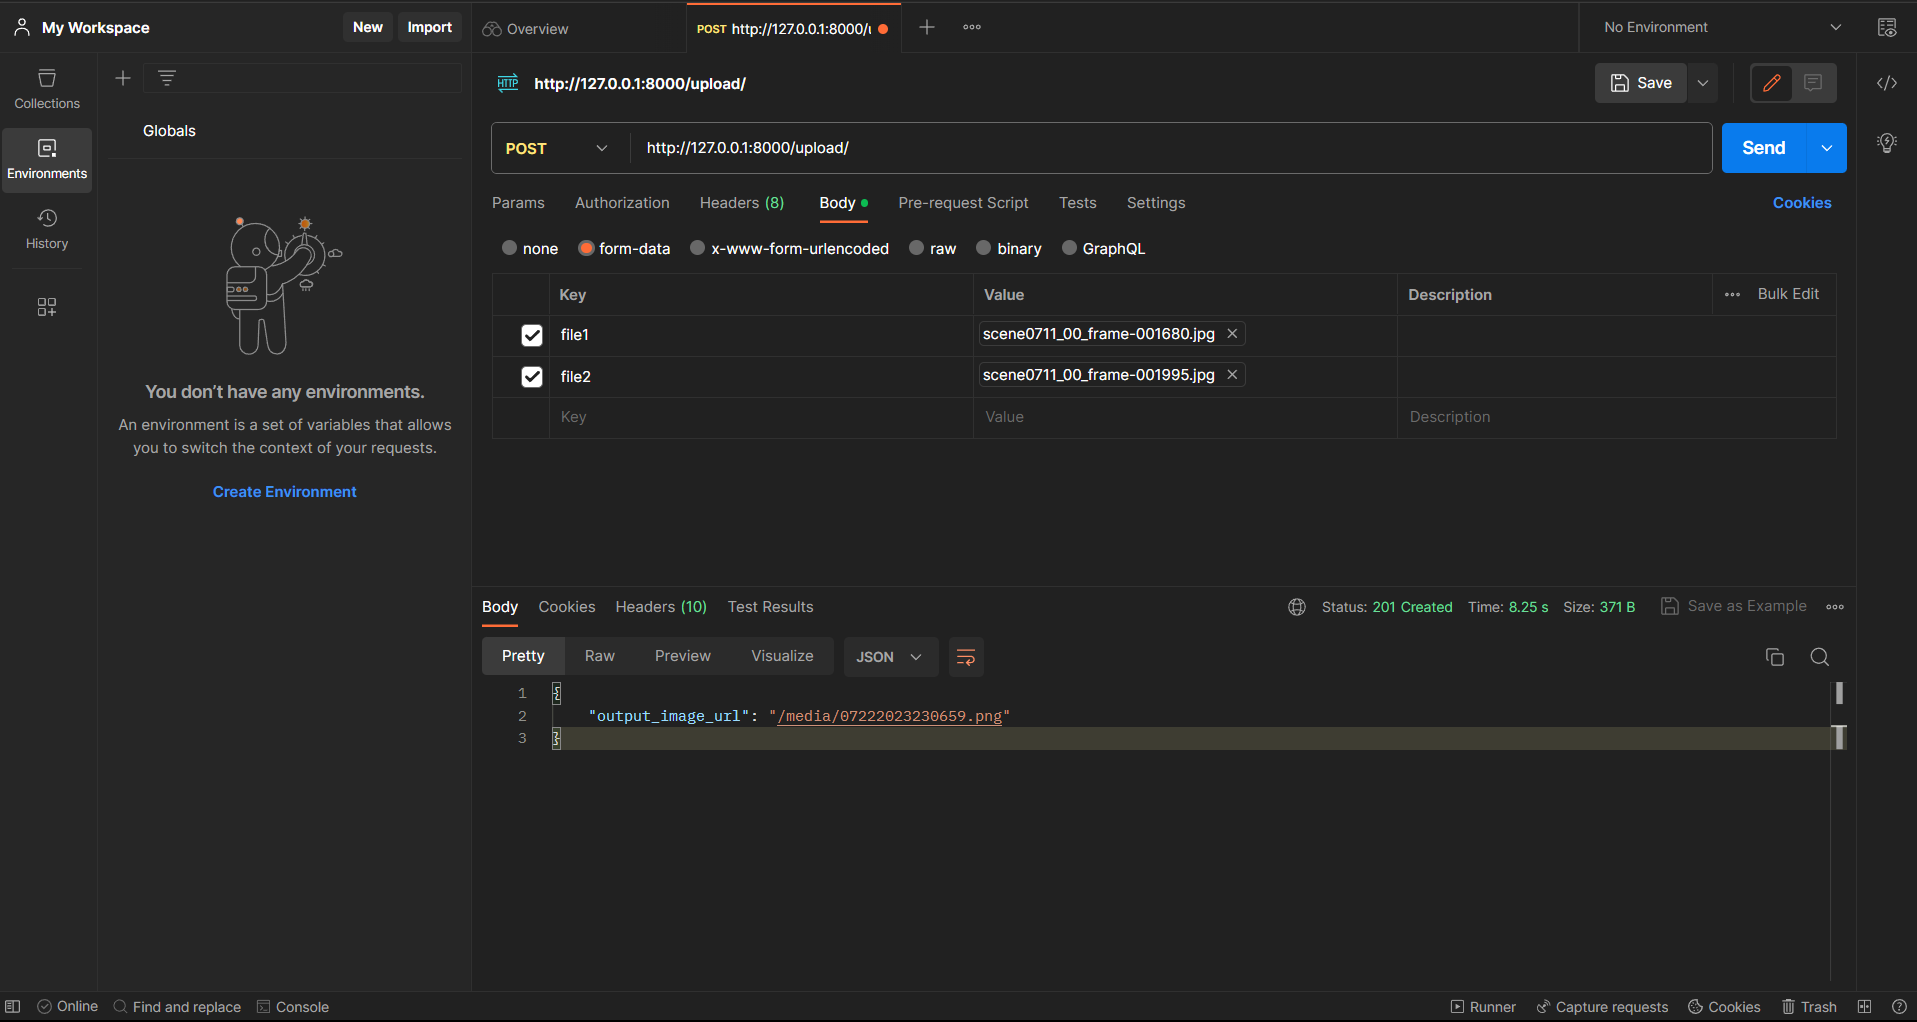 My Workspace
New
Import
Overview
POST http://127.0.0.1:8000/u
No Environment
Collections
Environments
History
Globals
You don’t have any environments.
An environment is a set of variables that allows
you to switch the context of your requests.
Create Environment
HTTP http://127.0.0.1:8000/upload/
Save
POST http://127.0.0.1:8000/upload/
Send
Params Authorization Headers (8) Body Pre-request Script Tests Settings
Cookies
none form-data x-www-form-urlencoded raw binary GraphQL
Key Value Description Bulk Edit
file1 scene0711_00_frame-001680.jpg
file2 scene0711_00_frame-001995.jpg
Key Value Description
Body Cookies Headers (10) Test Results
Status: 201 Created Time: 8.25 s Size: 371 B Save as Example
Pretty Raw Preview Visualize JSON
1 {
2 "output_image_url": "/media/07222023230659.png"
3 }
Online Find and replace Console
Runner Capture requests Cookies Trash